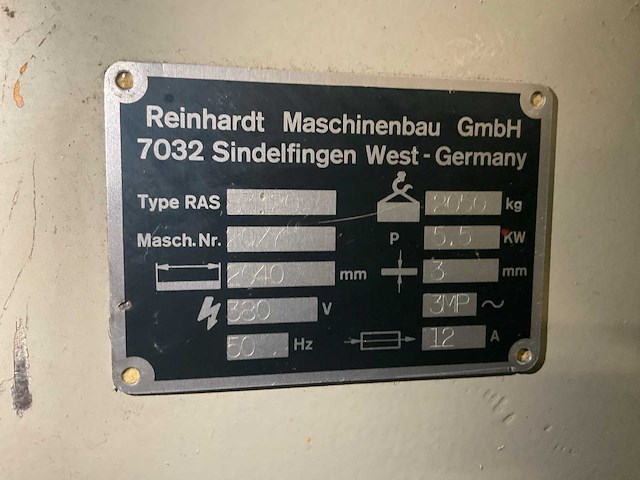 Reinhardt Maschinenbau GmbH
7032 Sindelfingen West-Germany
Type RAS kg
Masch.Nr. P 5.5 KW
2040 mm 3 mm
380 V 3MP ~
50 Hz 12 A